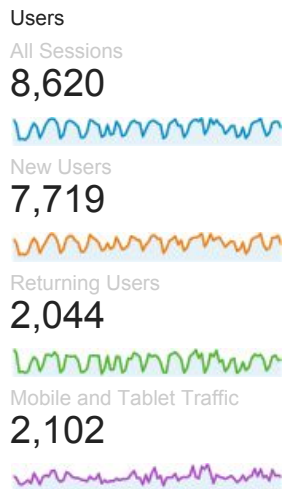 Users
All Sessions
8,620
New Users
7,719
Returning Users
2,044
Mobile and Tablet Traffic
2,102